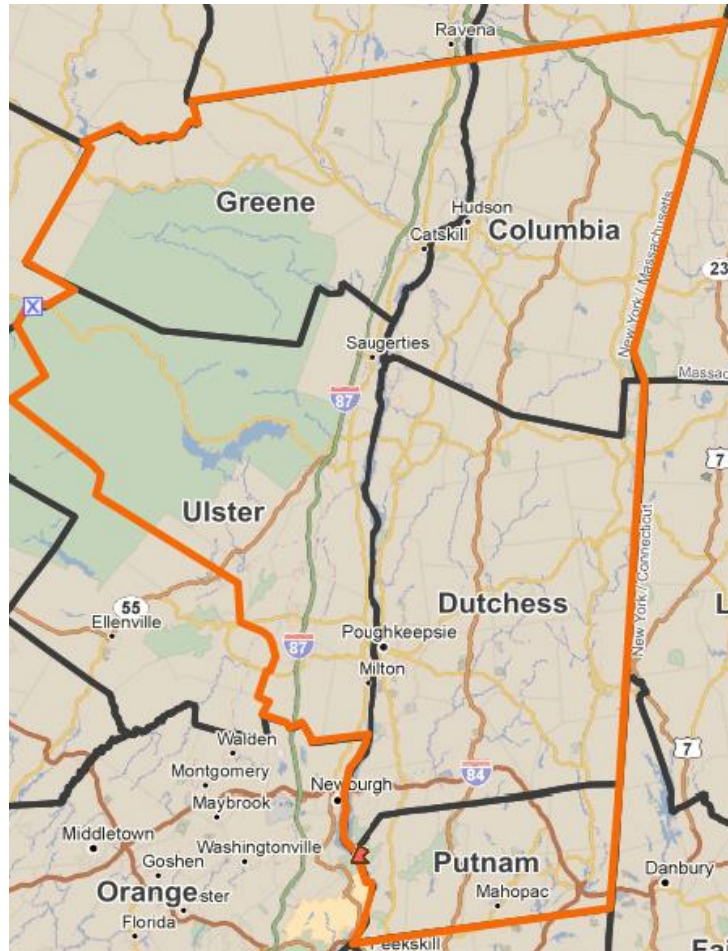 Ravena
Greene
Hudson
Columbia
Catskill
New York / Massachusetts
23
Saugerties
Massac
87
7
Ulster
New York / Connecticut
55
Ellenville
Dutchess
L
87
Poughkeepsie
Milton
Walden
7
84
Montgomery
Newburgh
Maybrook
Middletown
Washingtonville
Putnam
Goshen
Danbury
Orange
ster
Mahopac
Florida
Peekskill
Fa